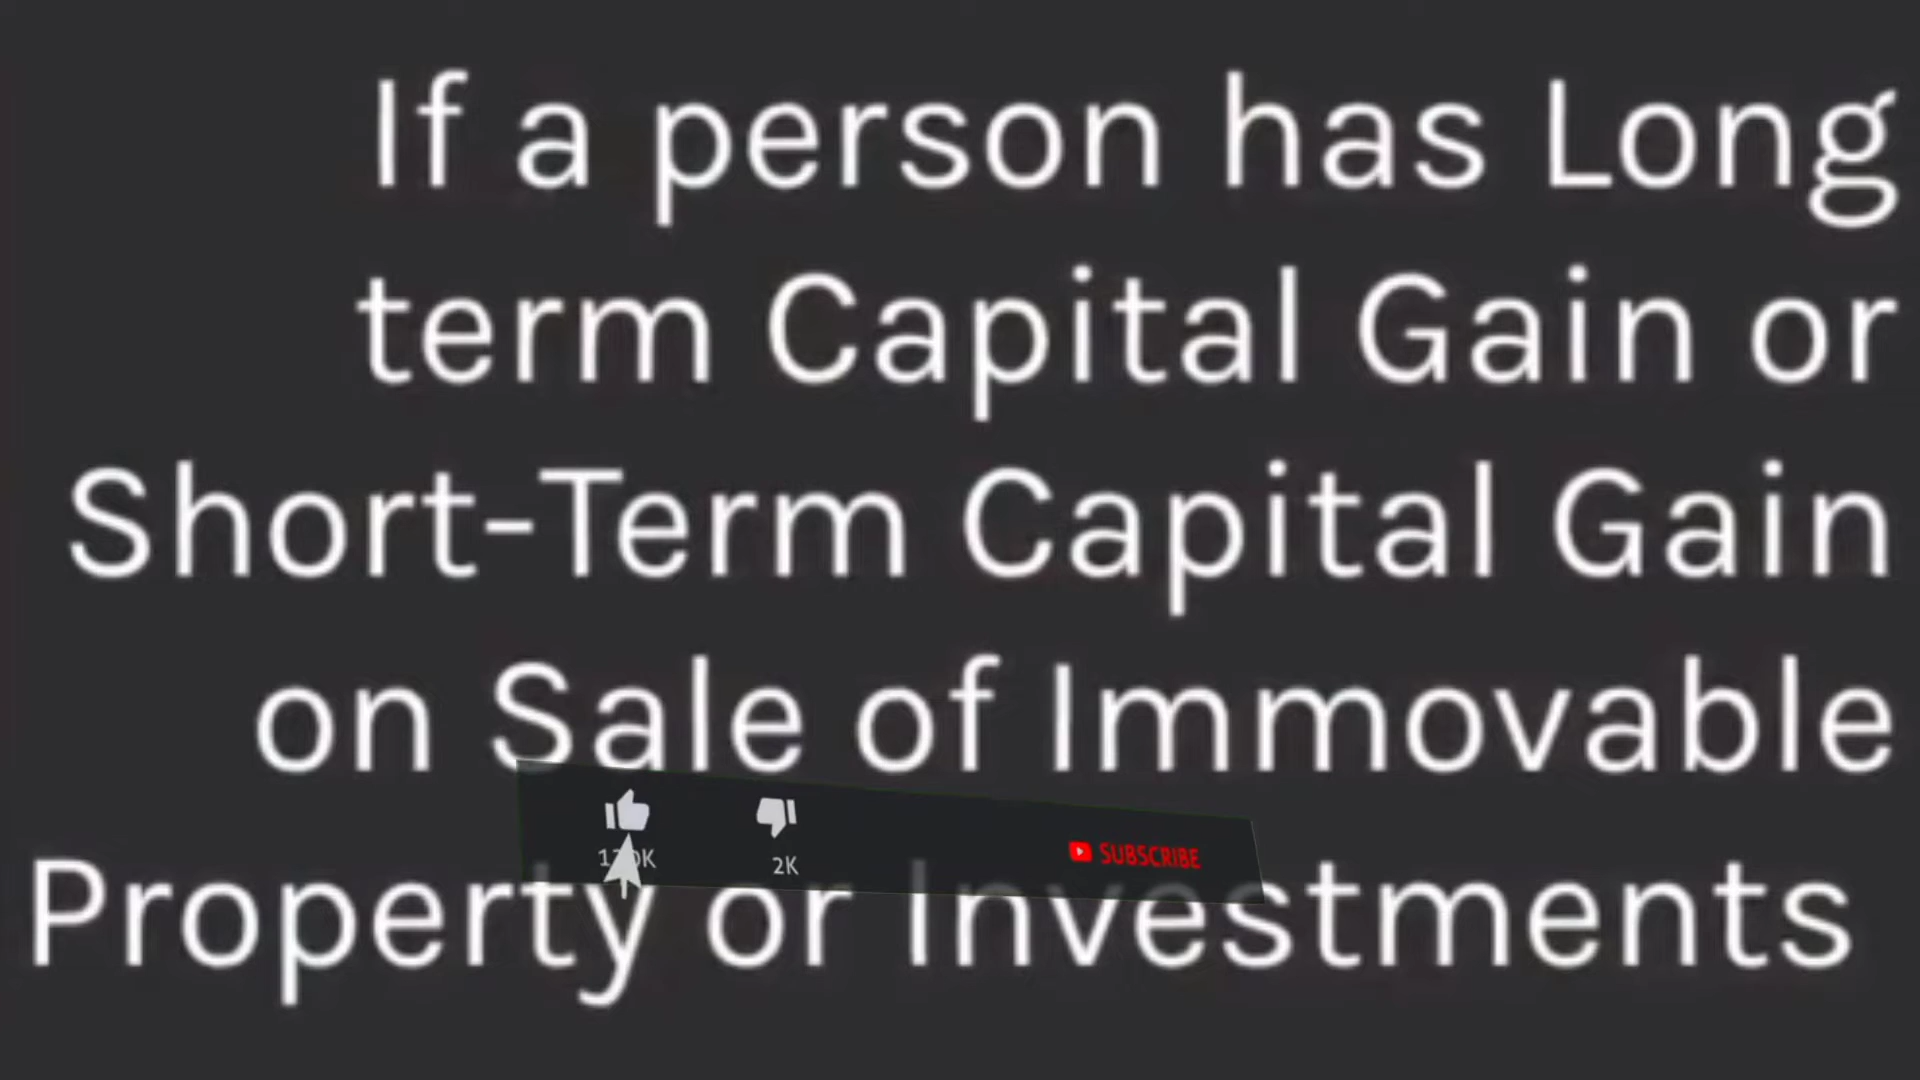 If a person has Long
term Capital Gain or
Short-Term Capital Gain
on Sale of Immovable
2K
SUBSCRIBE
Property or Investments